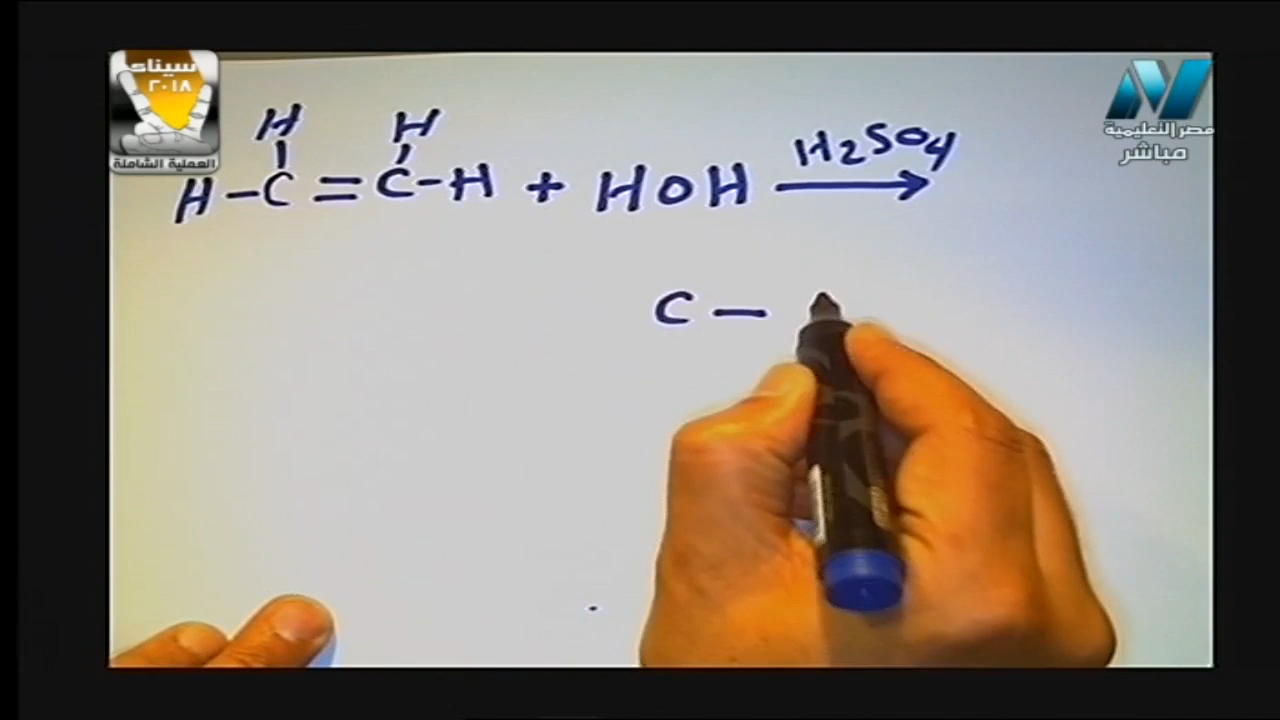 سيناء
٢٠١٨
العملية الشاملة
مصر التعليمية
مباشر
H H
H-C=C-H + HOH H₂SO₄ →
C —